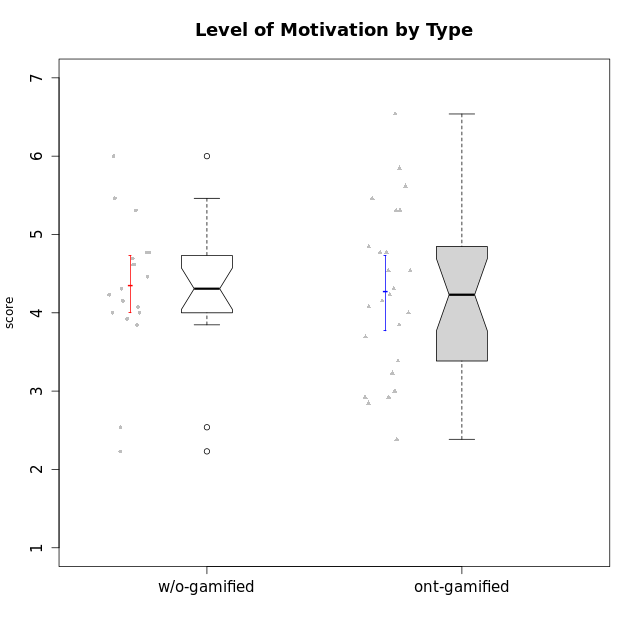 Level of Motivation by Type
7
6
5
4
3
2
1
score
w/o-gamified
ont-gamified